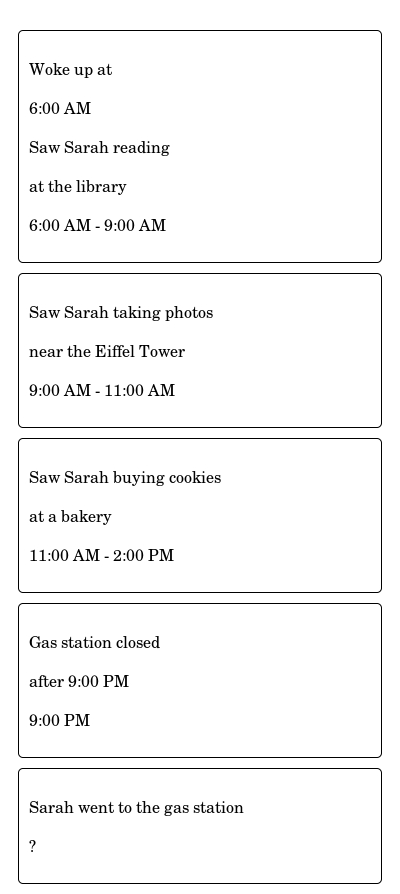 Woke up at
6:00 AM
Saw Sarah reading
at the library
6:00 AM - 9:00 AM
Saw Sarah taking photos
near the Eiffel Tower
9:00 AM - 11:00 AM
Saw Sarah buying cookies
at a bakery
11:00 AM - 2:00 PM
Gas station closed
after 9:00 PM
9:00 PM
Sarah went to the gas station
?